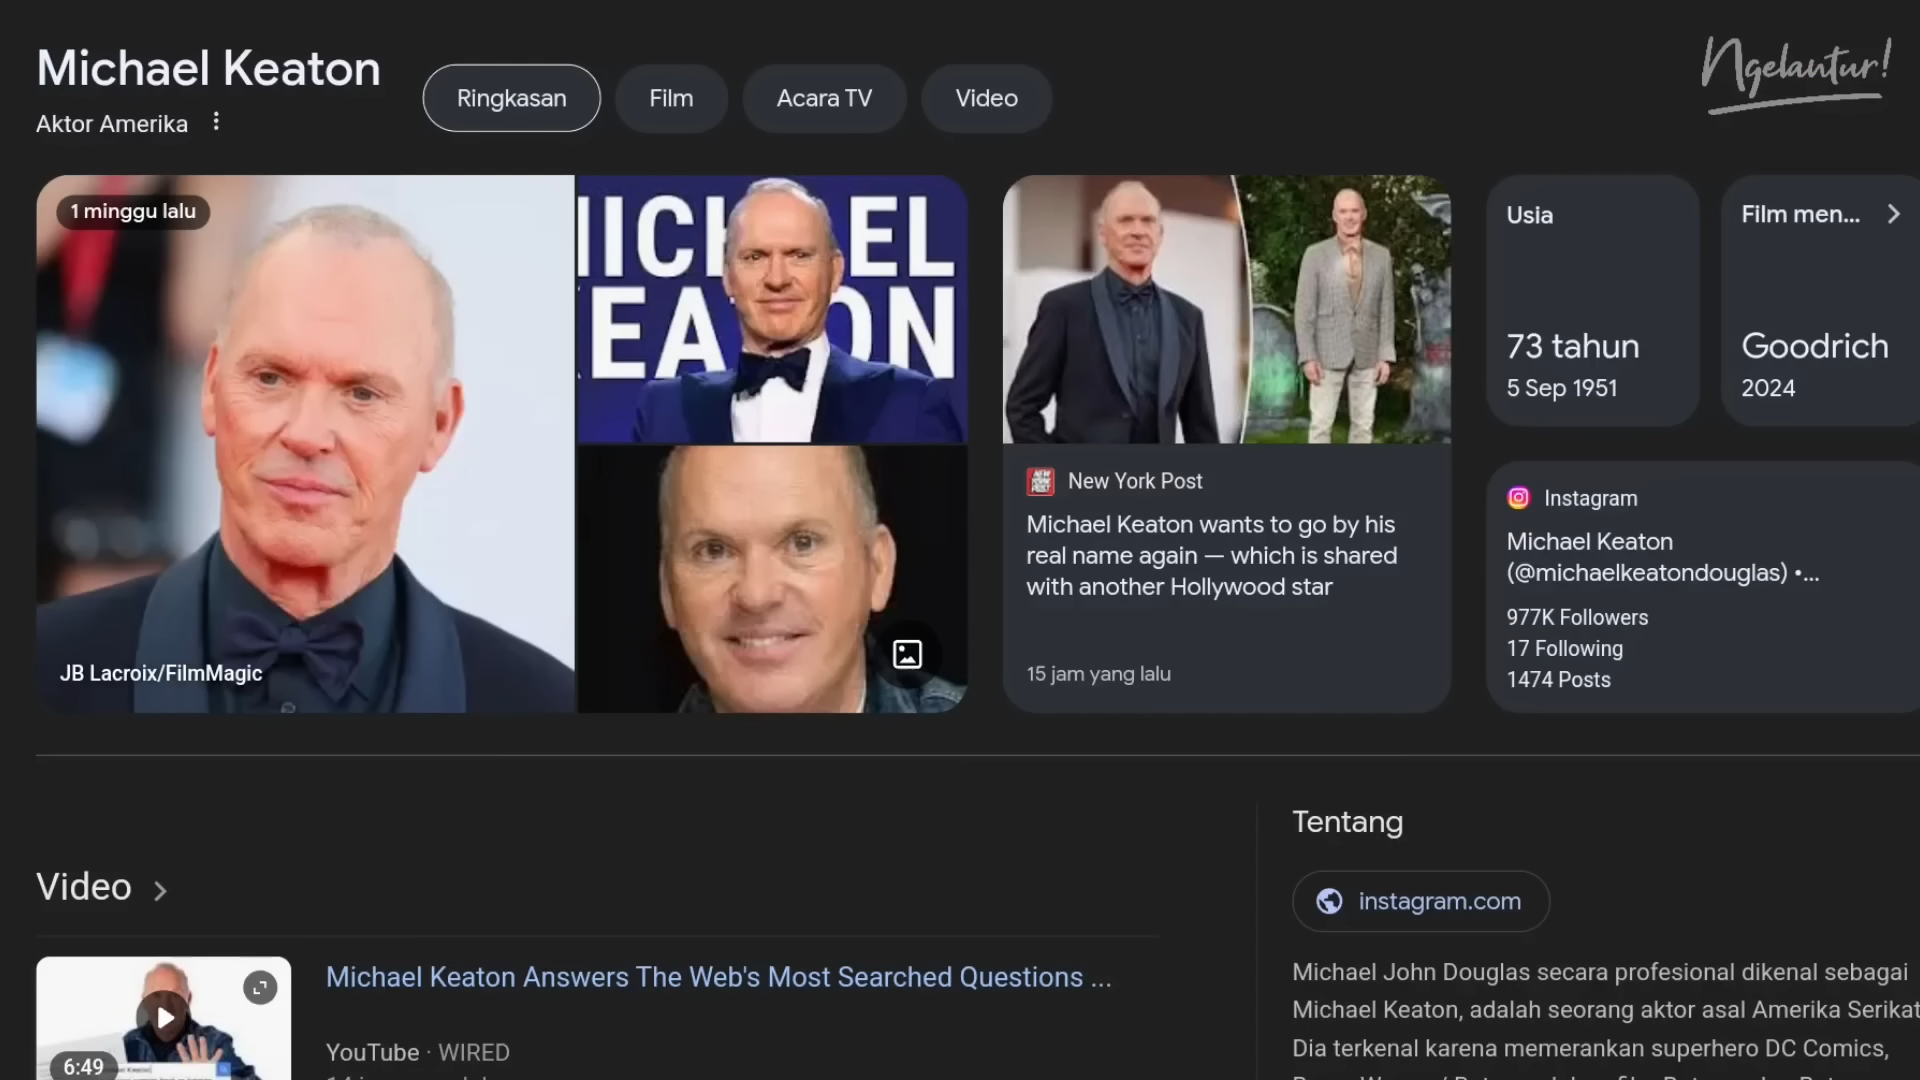 Michael Keaton
Aktor Amerika
Ringkasan
Film
Acara TV
Video
Ngelantur!
1 minggu lalu
JB Lacroix/FilmMagic
MICHAEL
KEATON
New York Post
Michael Keaton wants to go by his
real name again — which is shared
with another Hollywood star
15 jam yang lalu
Usia
73 tahun
5 Sep 1951
Film men...
Goodrich
2024
Instagram
Michael Keaton
(@michaelkeatondouglas) •...
977K Followers
17 Following
1474 Posts
Video
6:49
Michael Keaton Answers The Web's Most Searched Questions ...
YouTube · WIRED
Tentang
instagram.com
Michael John Douglas secara profesional dikenal sebagai
Michael Keaton, adalah seorang aktor asal Amerika Serikat
Dia terkenal karena memerankan superhero DC Comics,